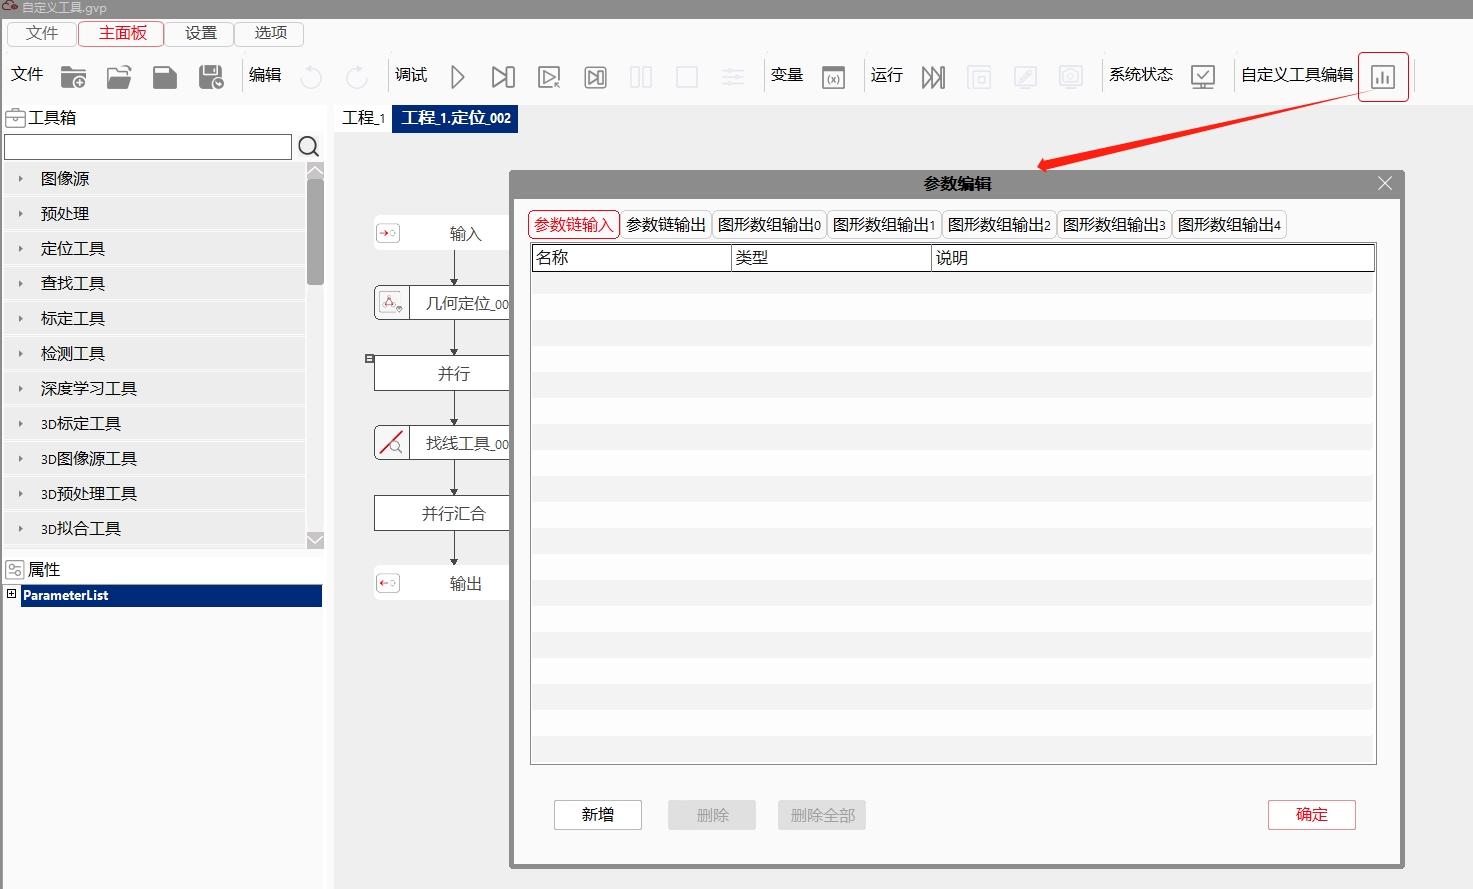 自定义工具.gvp
文件 主面板 设置 选项
文件 编辑 调试 变量 (x) 运行 系统状态 自定义工具编辑
工具箱
工程_1 工程_1.定位_002
图像源
预处理
定位工具
查找工具
标定工具
检测工具
深度学习工具
3D标定工具
3D图像源工具
3D预处理工具
3D拟合工具
属性
ParameterList
输入
几何定位_00
并行
找线工具_00
并行汇合
输出
参数编辑
参数链输入 参数链输出 图形数组输出0 图形数组输出1 图形数组输出2 图形数组输出3 图形数组输出4
名称 类型 说明
新增 删除 删除全部 确定